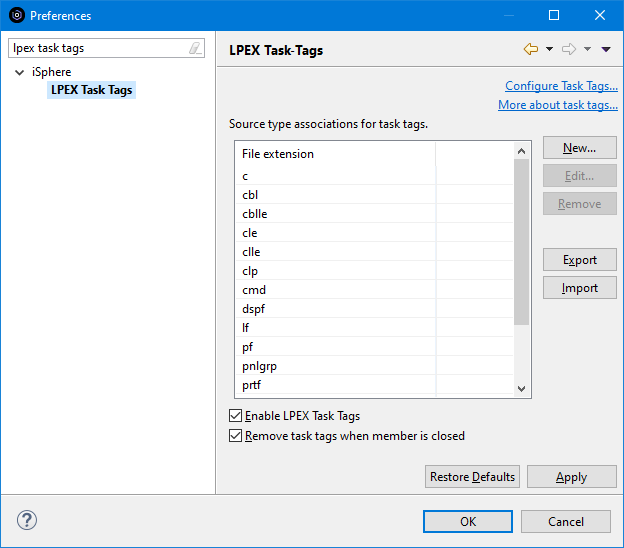 Preferences
lpex task tags
iSphere
LPEX Task Tags
LPEX Task-Tags
Configure Task Tags...
More about task tags...
Source type associations for task tags.
File extension
c
cbl
cblle
cle
clle
clp
cmd
dspf
lf
pf
pnlgrp
prtf
New...
Edit...
Remove
Export
Import
Enable LPEX Task Tags
Remove task tags when member is closed
Restore Defaults
Apply
?
OK
Cancel